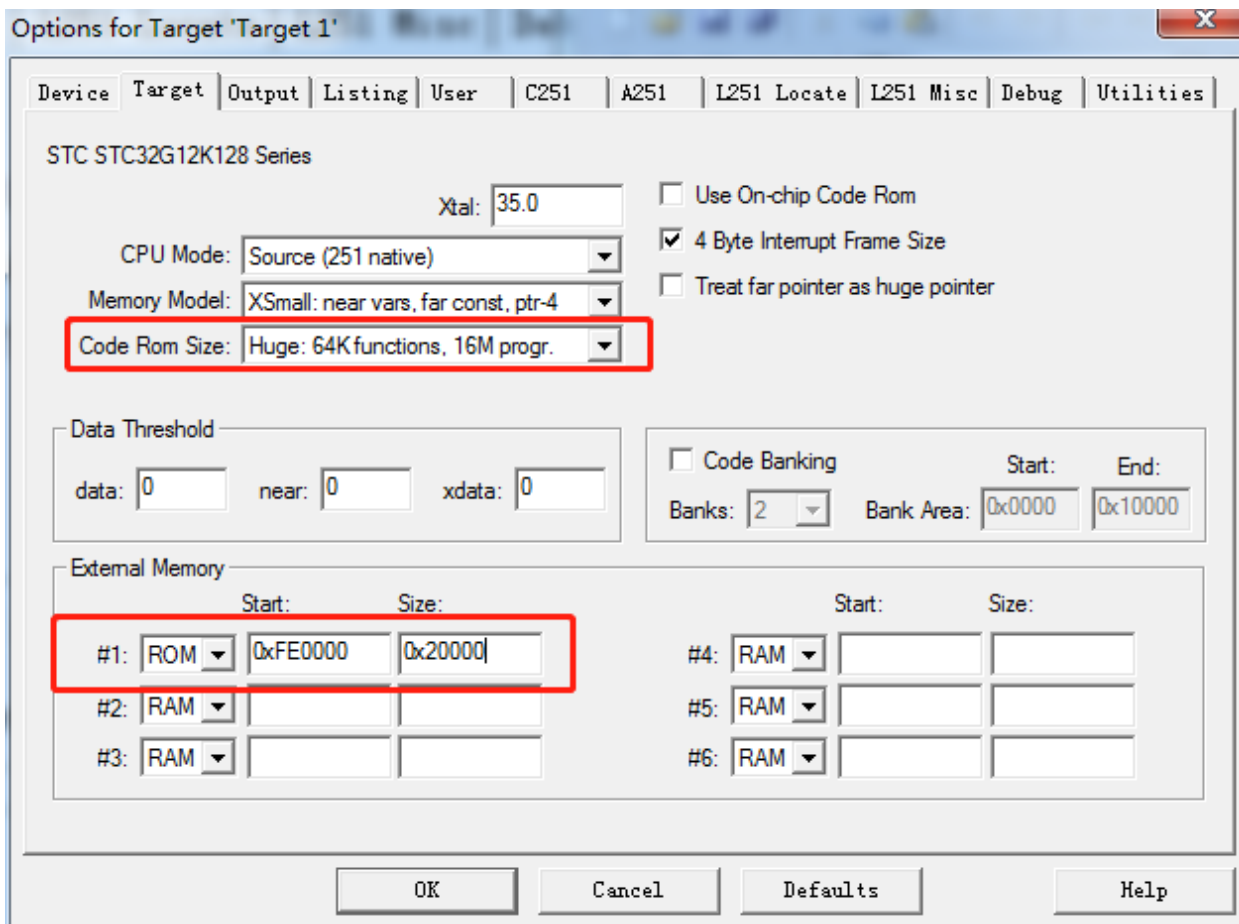 Options for Target 'Target 1'
Device Target Output Listing User C251 A251 L251 Locate L251 Misc Debug Utilities
STC STC32G12K128 Series
Xtal: 35.0
Use On-chip Code Rom
CPU Mode: Source (251 native)
4 Byte Interrupt Frame Size
Memory Model: XSmall: near vars, far const, ptr-4
Treat far pointer as huge pointer
Code Rom Size: Huge: 64K functions, 16M progr.
Data Threshold
data: 0 near: 0 xdata: 0
Code Banking Start: End:
Banks: 2 Bank Area: 0x0000 0x10000
External Memory
Start: Size: Start: Size:
#1: ROM 0xFE0000 0x20000 #4: RAM
#2: RAM #5: RAM
#3: RAM #6: RAM
OK Cancel Defaults Help